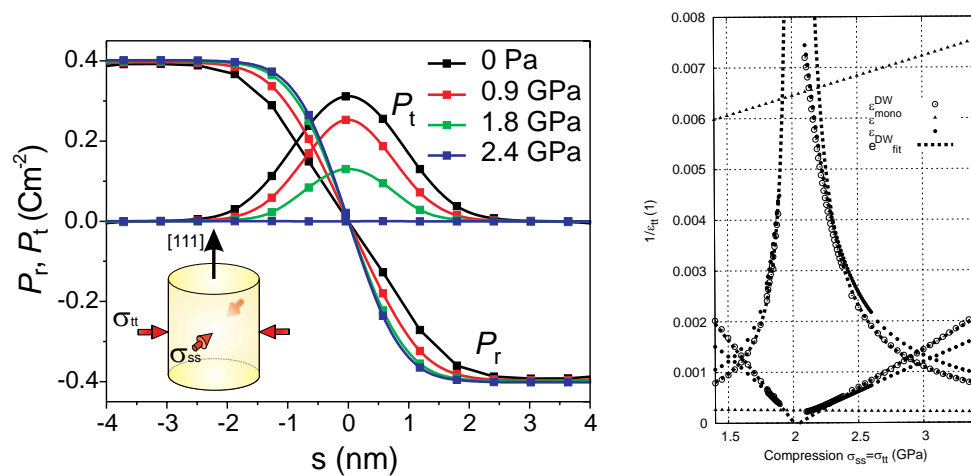 0.4
0.2
0.0
-0.2
-0.4
P_r, P_t (Cm^-2)
0 Pa
0.9 GPa
1.8 GPa
2.4 GPa
P_t
P_r
[111]
σ_tt
σ_ss
-4 -3 -2 -1 0 1 2 3 4
s (nm)
0.008
0.007
0.006
0.005
0.004
0.003
0.002
0.001
0
1/ε_tt (1)
ε^DW
ε^mono
ε
e^DW_fit
1.5 2 2.5 3
Compression σ_ss=σ_tt (GPa)